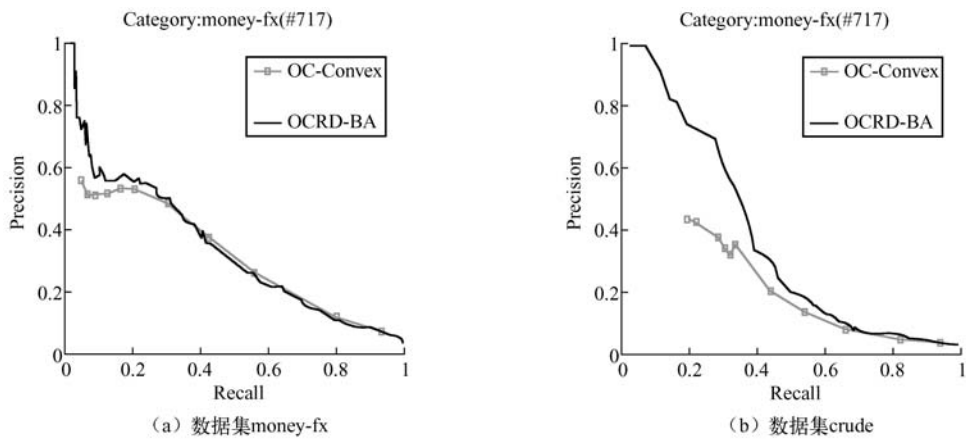 Category:money-fx(#717)
1
0.8
0.6
0.4
0.2
0
Precision
OC-Convex
OCRD-BA
0 0.2 0.4 0.6 0.8 1
Recall
(a) 数据集money-fx
Category:money-fx(#717)
1
0.8
0.6
0.4
0.2
0
Precision
OC-Convex
OCRD-BA
0 0.2 0.4 0.6 0.8 1
Recall
(b) 数据集crude